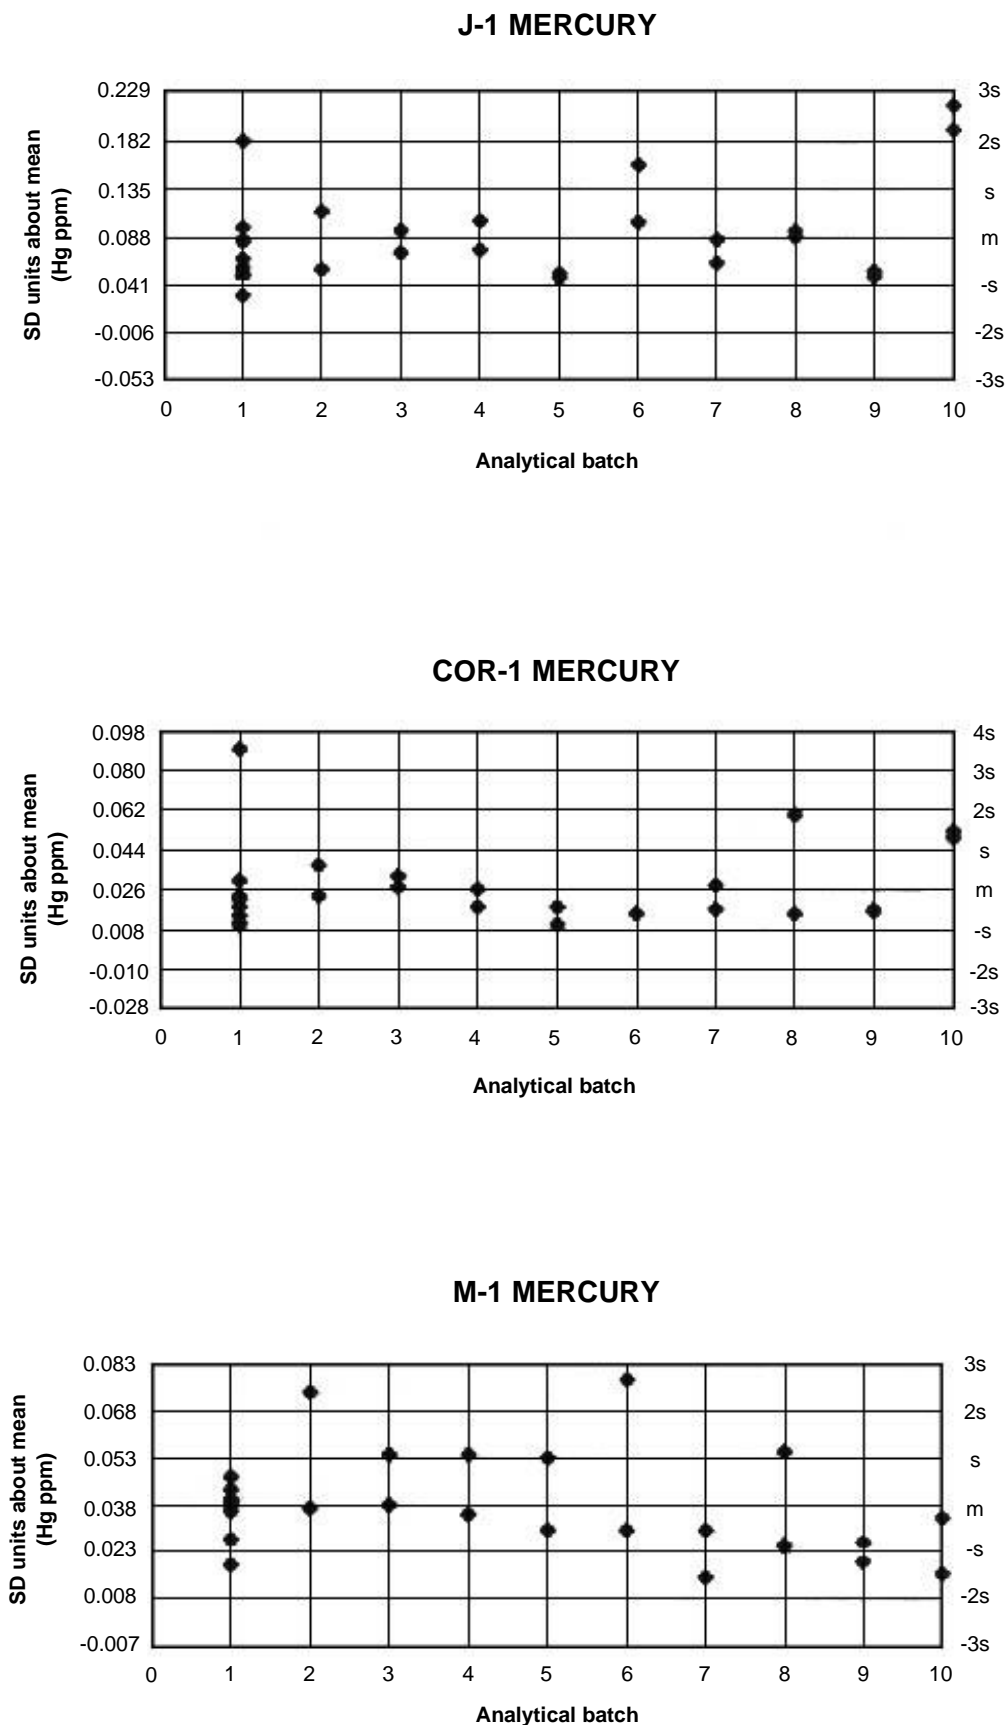 J-1 MERCURY
SD units about mean
(Hg ppm)
0.229
0.182
0.135
0.088
0.041
-0.006
-0.053
3s
2s
s
m
-s
-2s
-3s
0 1 2 3 4 5 6 7 8 9 10
Analytical batch
COR-1 MERCURY
SD units about mean
(Hg ppm)
0.098
0.080
0.062
0.044
0.026
0.008
-0.010
-0.028
4s
3s
2s
s
m
-s
-2s
-3s
0 1 2 3 4 5 6 7 8 9 10
Analytical batch
M-1 MERCURY
SD units about mean
(Hg ppm)
0.083
0.068
0.053
0.038
0.023
0.008
-0.007
3s
2s
s
m
-s
-2s
-3s
0 1 2 3 4 5 6 7 8 9 10
Analytical batch